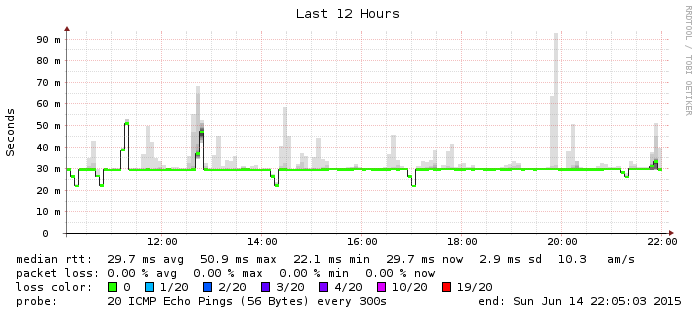 Last 12 Hours
RRDTOOL / TOBI OETIKER
Seconds
90 m
80 m
70 m
60 m
50 m
40 m
30 m
20 m
10 m
0
12:00 14:00 16:00 18:00 20:00 22:00
median rtt: 29.7 ms avg 50.9 ms max 22.1 ms min 29.7 ms now 2.9 ms sd 10.3 am/s
packet loss: 0.00 % avg 0.00 % max 0.00 % min 0.00 % now
loss color: 0 1/20 2/20 3/20 4/20 10/20 19/20
probe: 20 ICMP Echo Pings (56 Bytes) every 300s end: Sun Jun 14 22:05:03 2015